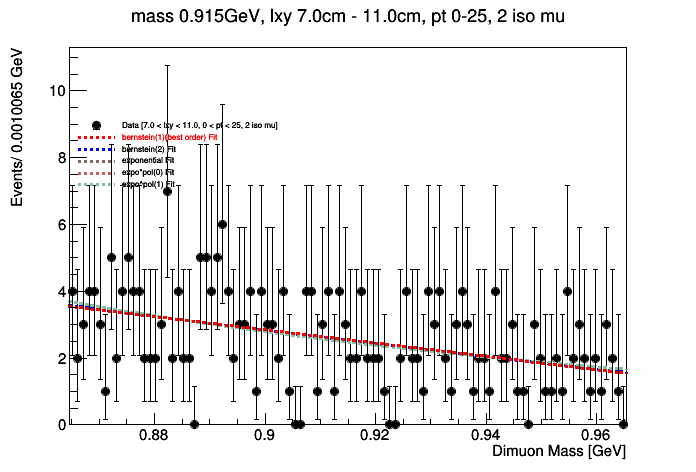 mass 0.915GeV, lxy 7.0cm - 11.0cm, pt 0-25, 2 iso mu
Events/ 0.0010065 GeV
10
8
6
4
2
0
Data [7.0 < lxy < 11.0, 0 < pt < 25, 2 iso mu]
bernstein(1)(best order) Fit
bernstein(2) Fit
exponential Fit
expo*pol(0) Fit
expo*pol(1) Fit
0.88 0.9 0.92 0.94 0.96
Dimuon Mass [GeV]